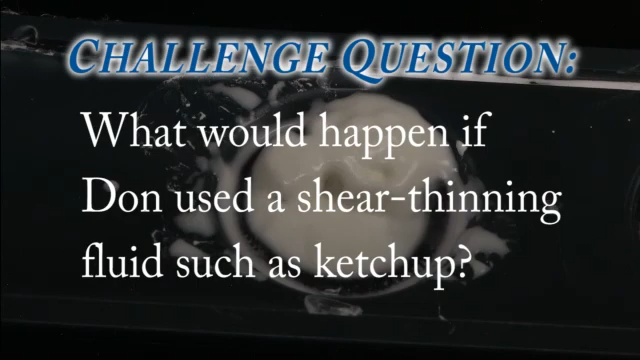 CHALLENGE QUESTION:
What would happen if
Don used a shear-thinning
fluid such as ketchup?